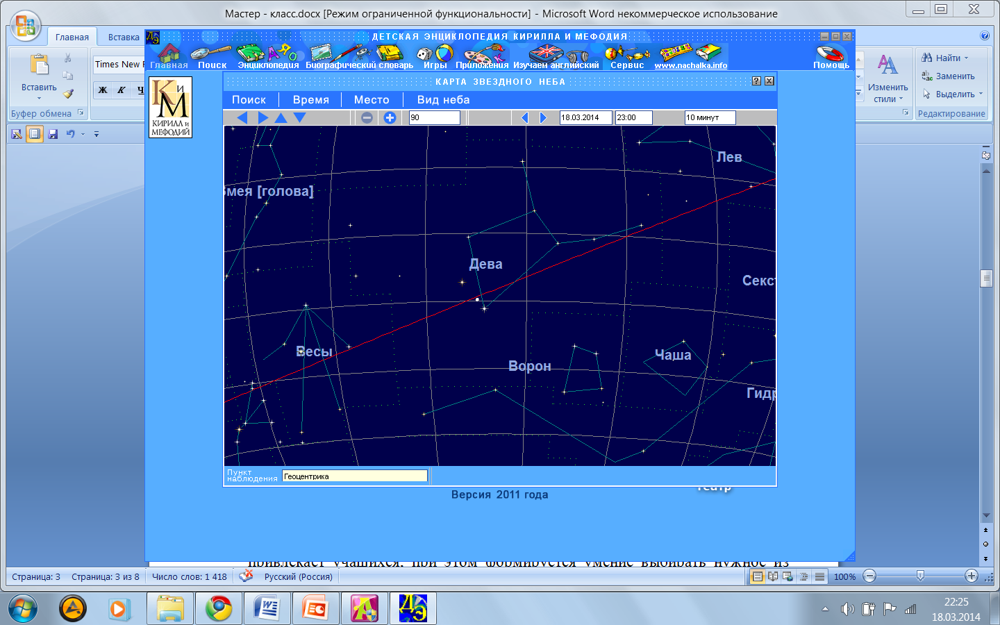 Мастер - класс.docx [Режим ограниченной функциональности] - Microsoft Word некоммерческое использование
Главная
Вставка
Вставить
Буфер обмена
Times New
Ж К Ч
Изменить стили
Найти
Заменить
Выделить
Редактирование
ДЭ
ДЕТСКАЯ ЭНЦИКЛОПЕДИЯ КИРИЛЛА И МЕФОДИЯ
Главная Поиск Энциклопедия Биографический словарь Игры Приложения Изучаем английский Сервис www.nachalka.info Помощь
К и М
КИРИЛЛ и
МЕФОДИЙ
КАРТА ЗВЕЗДНОГО НЕБА
Поиск Время Место Вид неба
90 18.03.2014 23:00 10 минут
Лев
Змея [голова]
Дева
Секст
Весы
Ворон
Чаша
Гидр
Пункт
наблюдения
Геоцентрика
Театр
Версия 2011 года
привлекает учащихся, при этом формируется умение выбирать нужное из
Страница: 3 Страница: 3 из 8 Число слов: 1 418 Русский (Россия) 100%
22:25
18.03.2014